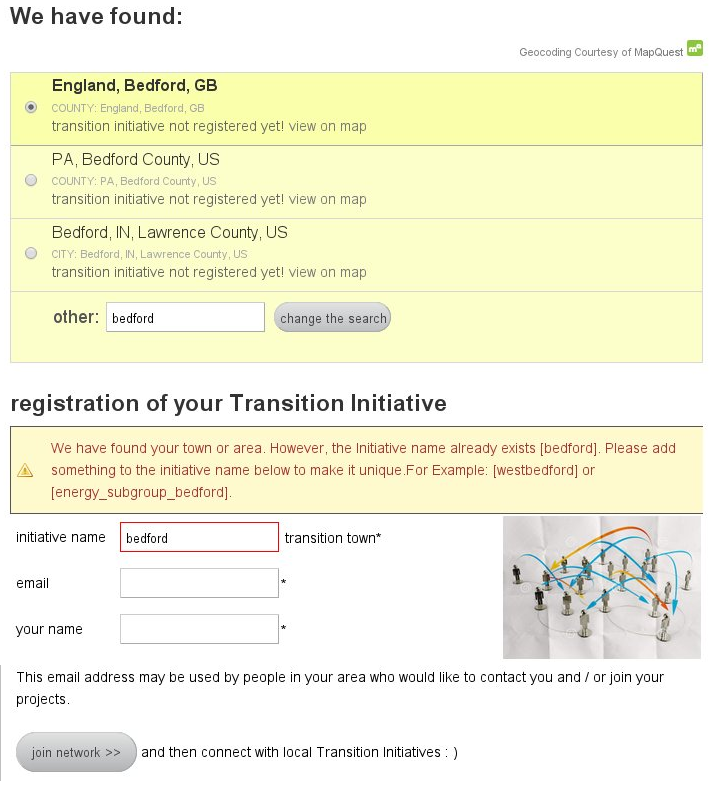 We have found:
Geocoding Courtesy of MapQuest
England, Bedford, GB
COUNTY: England, Bedford, GB
transition initiative not registered yet! view on map
PA, Bedford County, US
COUNTY: PA, Bedford County, US
transition initiative not registered yet! view on map
Bedford, IN, Lawrence County, US
CITY: Bedford, IN, Lawrence County, US
transition initiative not registered yet! view on map
other: bedford change the search
registration of your Transition Initiative
We have found your town or area. However, the Initiative name already exists [bedford]. Please add
something to the initiative name below to make it unique.For Example: [westbedford] or
[energy_subgroup_bedford].
initiative name bedford transition town*
email *
your name *
This email address may be used by people in your area who would like to contact you and / or join your
projects.
join network >> and then connect with local Transition Initiatives : )